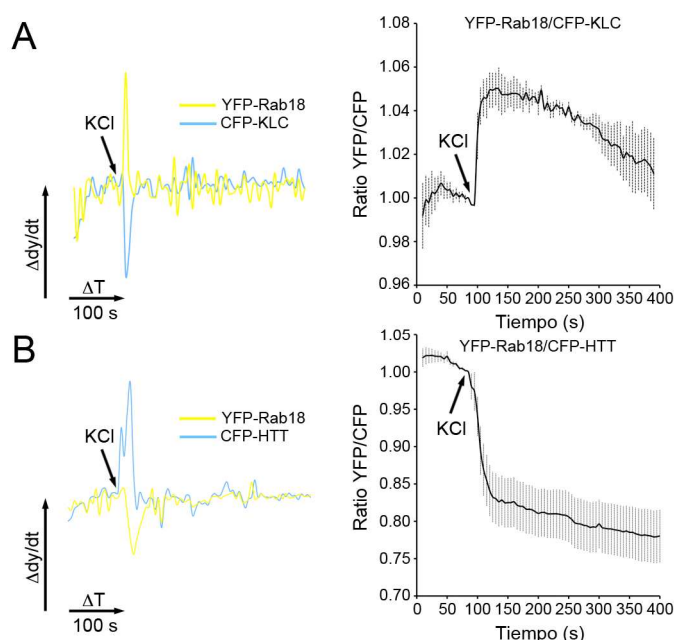 A
YFP-Rab18
CFP-KLC
KCl
Δdy/dt
ΔT
100 s
YFP-Rab18/CFP-KLC
Ratio YFP/CFP
1.08
1.06
1.04
1.02
1.00
0.98
0.96
KCl
0 50 100 150 200 250 300 350 400
Tiempo (s)
B
YFP-Rab18
CFP-HTT
KCl
Δdy/dt
ΔT
100 s
YFP-Rab18/CFP-HTT
Ratio YFP/CFP
1.05
1.00
0.95
0.90
0.85
0.80
0.75
0.70
KCl
0 50 100 150 200 250 300 350 400
Tiempo (s)